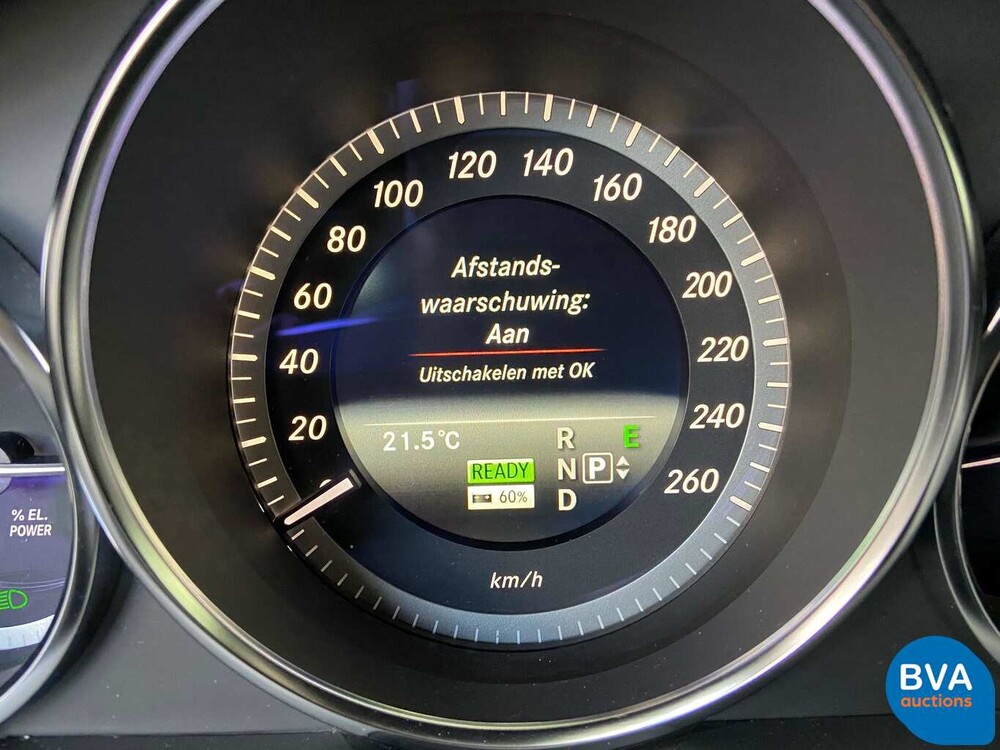 120 140
100 160
80 180
60 200
40 220
20 240
260
Afstands-
waarschuwing:
Aan
Uitschakelen met OK
21.5°C
R E
READY N P
60% D
km/h
% EL.
POWER
BVA
auctions